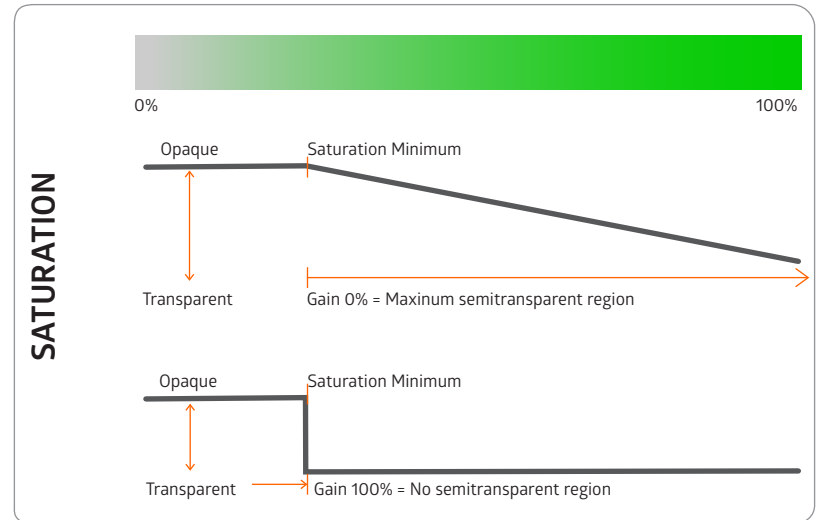 SATURATION
0% 100%
Opaque Saturation Minimum
Transparent Gain 0% = Maxinum semitransparent region
Opaque Saturation Minimum
Transparent Gain 100% = No semitransparent region